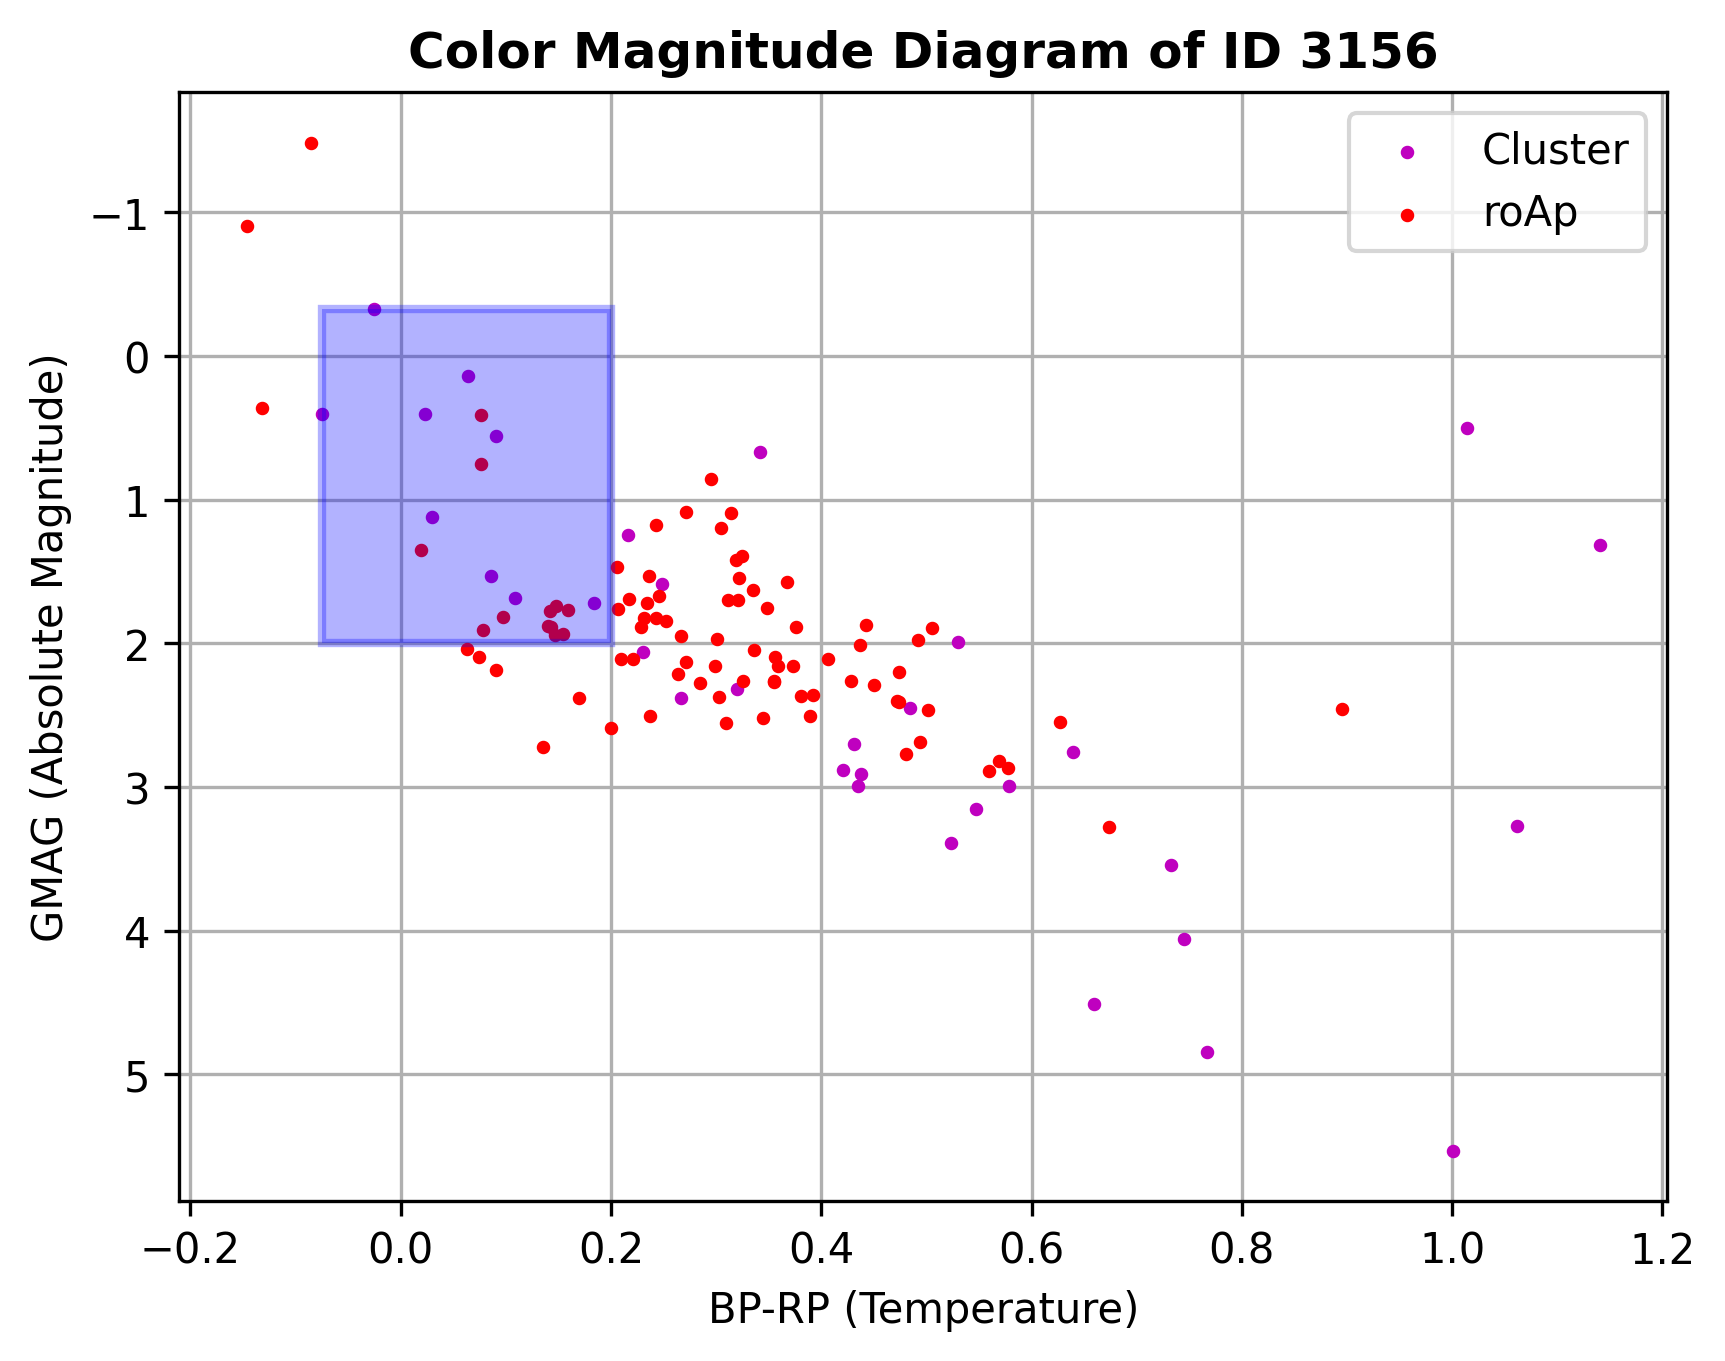 Color Magnitude Diagram of ID 3156
Cluster
roAp
GMAG (Absolute Magnitude)
−1
0
1
2
3
4
5
−0.2 0.0 0.2 0.4 0.6 0.8 1.0 1.2
BP-RP (Temperature)